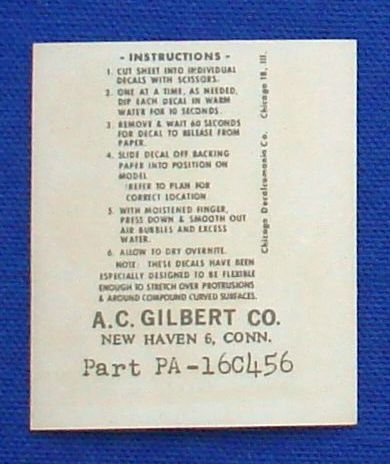 - INSTRUCTIONS -
1. CUT SHEET INTO INDIVIDUAL
DECALS WITH SCISSORS.
2. ONE AT A TIME, AS NEEDED,
DIP EACH DECAL IN WARM
WATER FOR 10 SECONDS
3. REMOVE & WAIT 60 SECONDS
FOR DECAL TO RELEASE FROM
PAPER.
4. SLIDE DECAL OFF BACKING
PAPER INTO POSITION ON
MODEL
REFER TO PLAN FOR
CORRECT LOCATION
5. WITH MOISTENED FINGER,
PRESS DOWN & SMOOTH OUT
AIR BUBBLES AND EXCESS
WATER.
6. ALLOW TO DRY OVERNITE.
NOTE: THESE DECALS HAVE BEEN
ESPECIALLY DESIGNED TO BE FLEXIBLE
ENOUGH TO STRETCH OVER PROTRUSIONS
& AROUND COMPOUND CURVED SURFACES.
Chicago Decalcomania Co. Chicago 18, Ill.
A.C. GILBERT CO.
NEW HAVEN 6, CONN.
Part PA-16C456